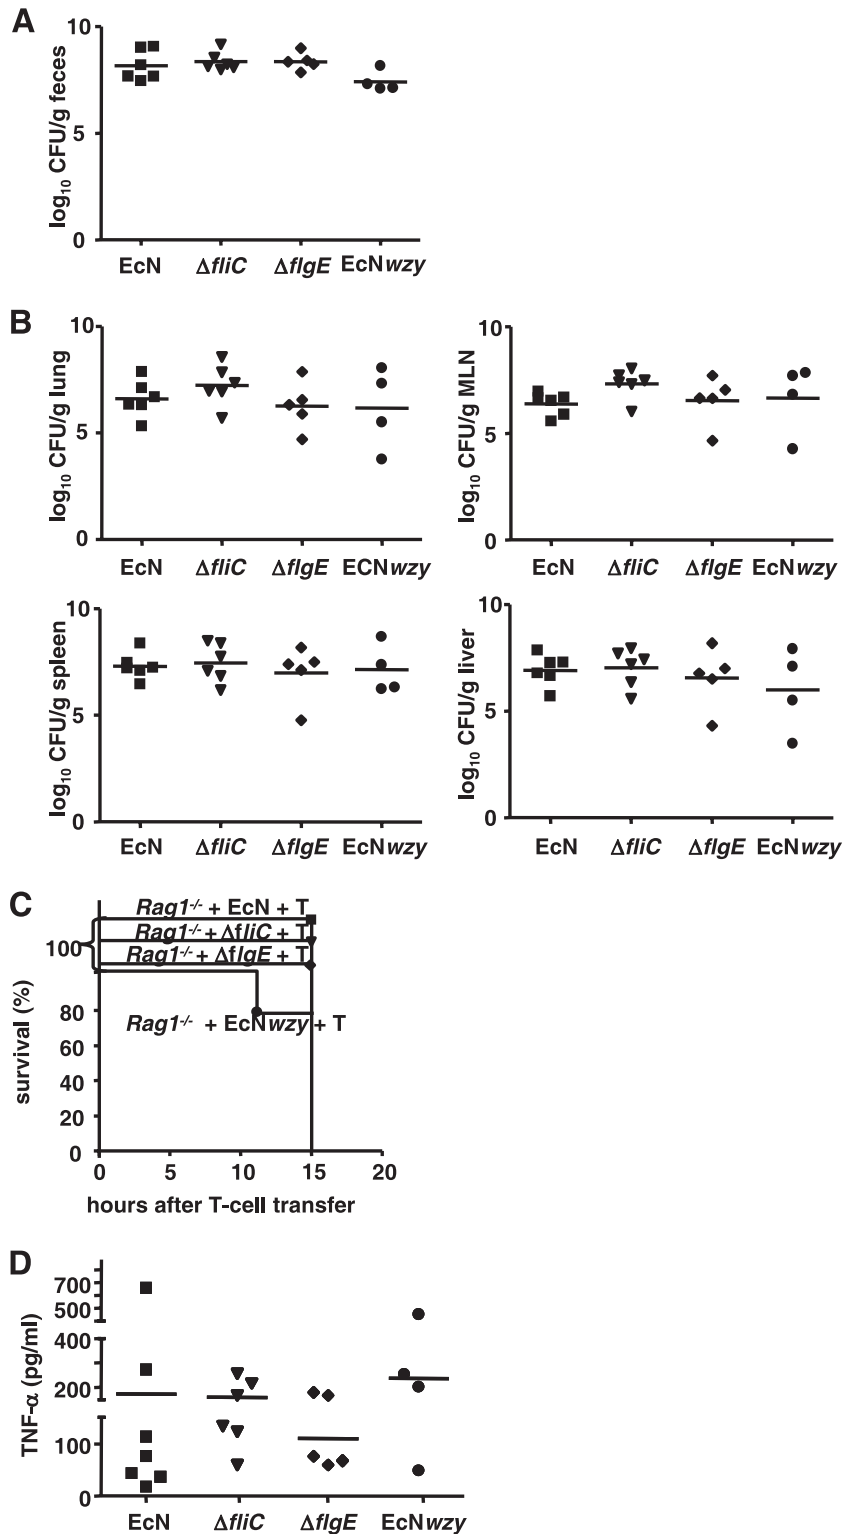 A
log10 CFU/g feces
10
5
0
EcN ΔfliC ΔflgE EcNwzy
B
log10 CFU/g lung
10
5
0
EcN ΔfliC ΔflgE ECNwzy
log10 CFU/g MLN
10
5
0
EcN ΔfliC ΔflgE EcNwzy
log10 CFU/g spleen
10
5
0
EcN ΔfliC ΔflgE EcNwzy
log10 CFU/g liver
10
5
0
EcN ΔfliC ΔflgE EcNwzy
C
survival (%)
Rag1-/- + EcN + T
Rag1-/- + ΔfliC + T
Rag1-/- + ΔflgE + T
Rag1-/- + EcNwzy + T
100
80
60
40
20
0
0 5 10 15 20
hours after T-cell transfer
D
TNF-α (pg/ml)
700
500
400
200
100
0
EcN ΔfliC ΔflgE EcNwzy